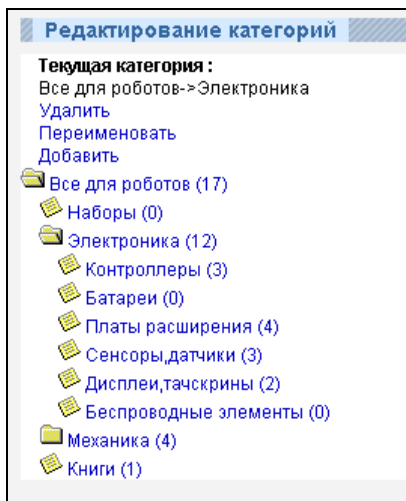 Редактирование категорий
Текущая категория :
Все для роботов->Электроника
Удалить
Переименовать
Добавить
Все для роботов (17)
Наборы (0)
Электроника (12)
Контроллеры (3)
Батареи (0)
Платы расширения (4)
Сенсоры,датчики (3)
Дисплеи,тачскрины (2)
Беспроводные элементы (0)
Механика (4)
Книги (1)